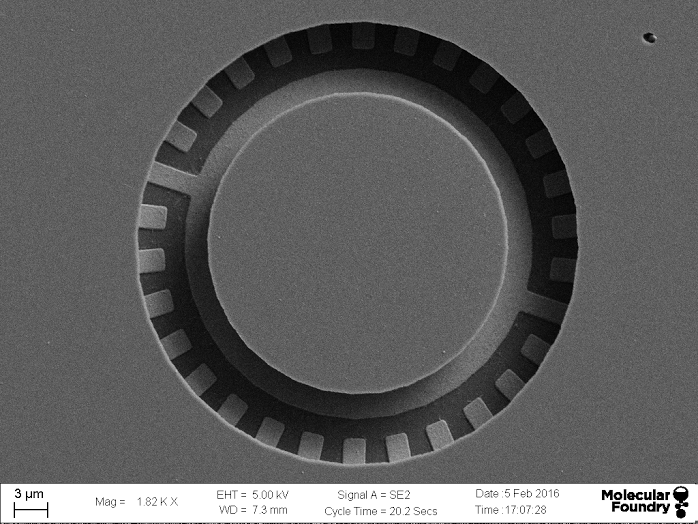 3 µm
Mag = 1.82 K X
EHT = 5.00 kV
WD = 7.3 mm
Signal A = SE2
Cycle Time = 20.2 Secs
Date :5 Feb 2016
Time :17:07:28
Molecular
Foundry